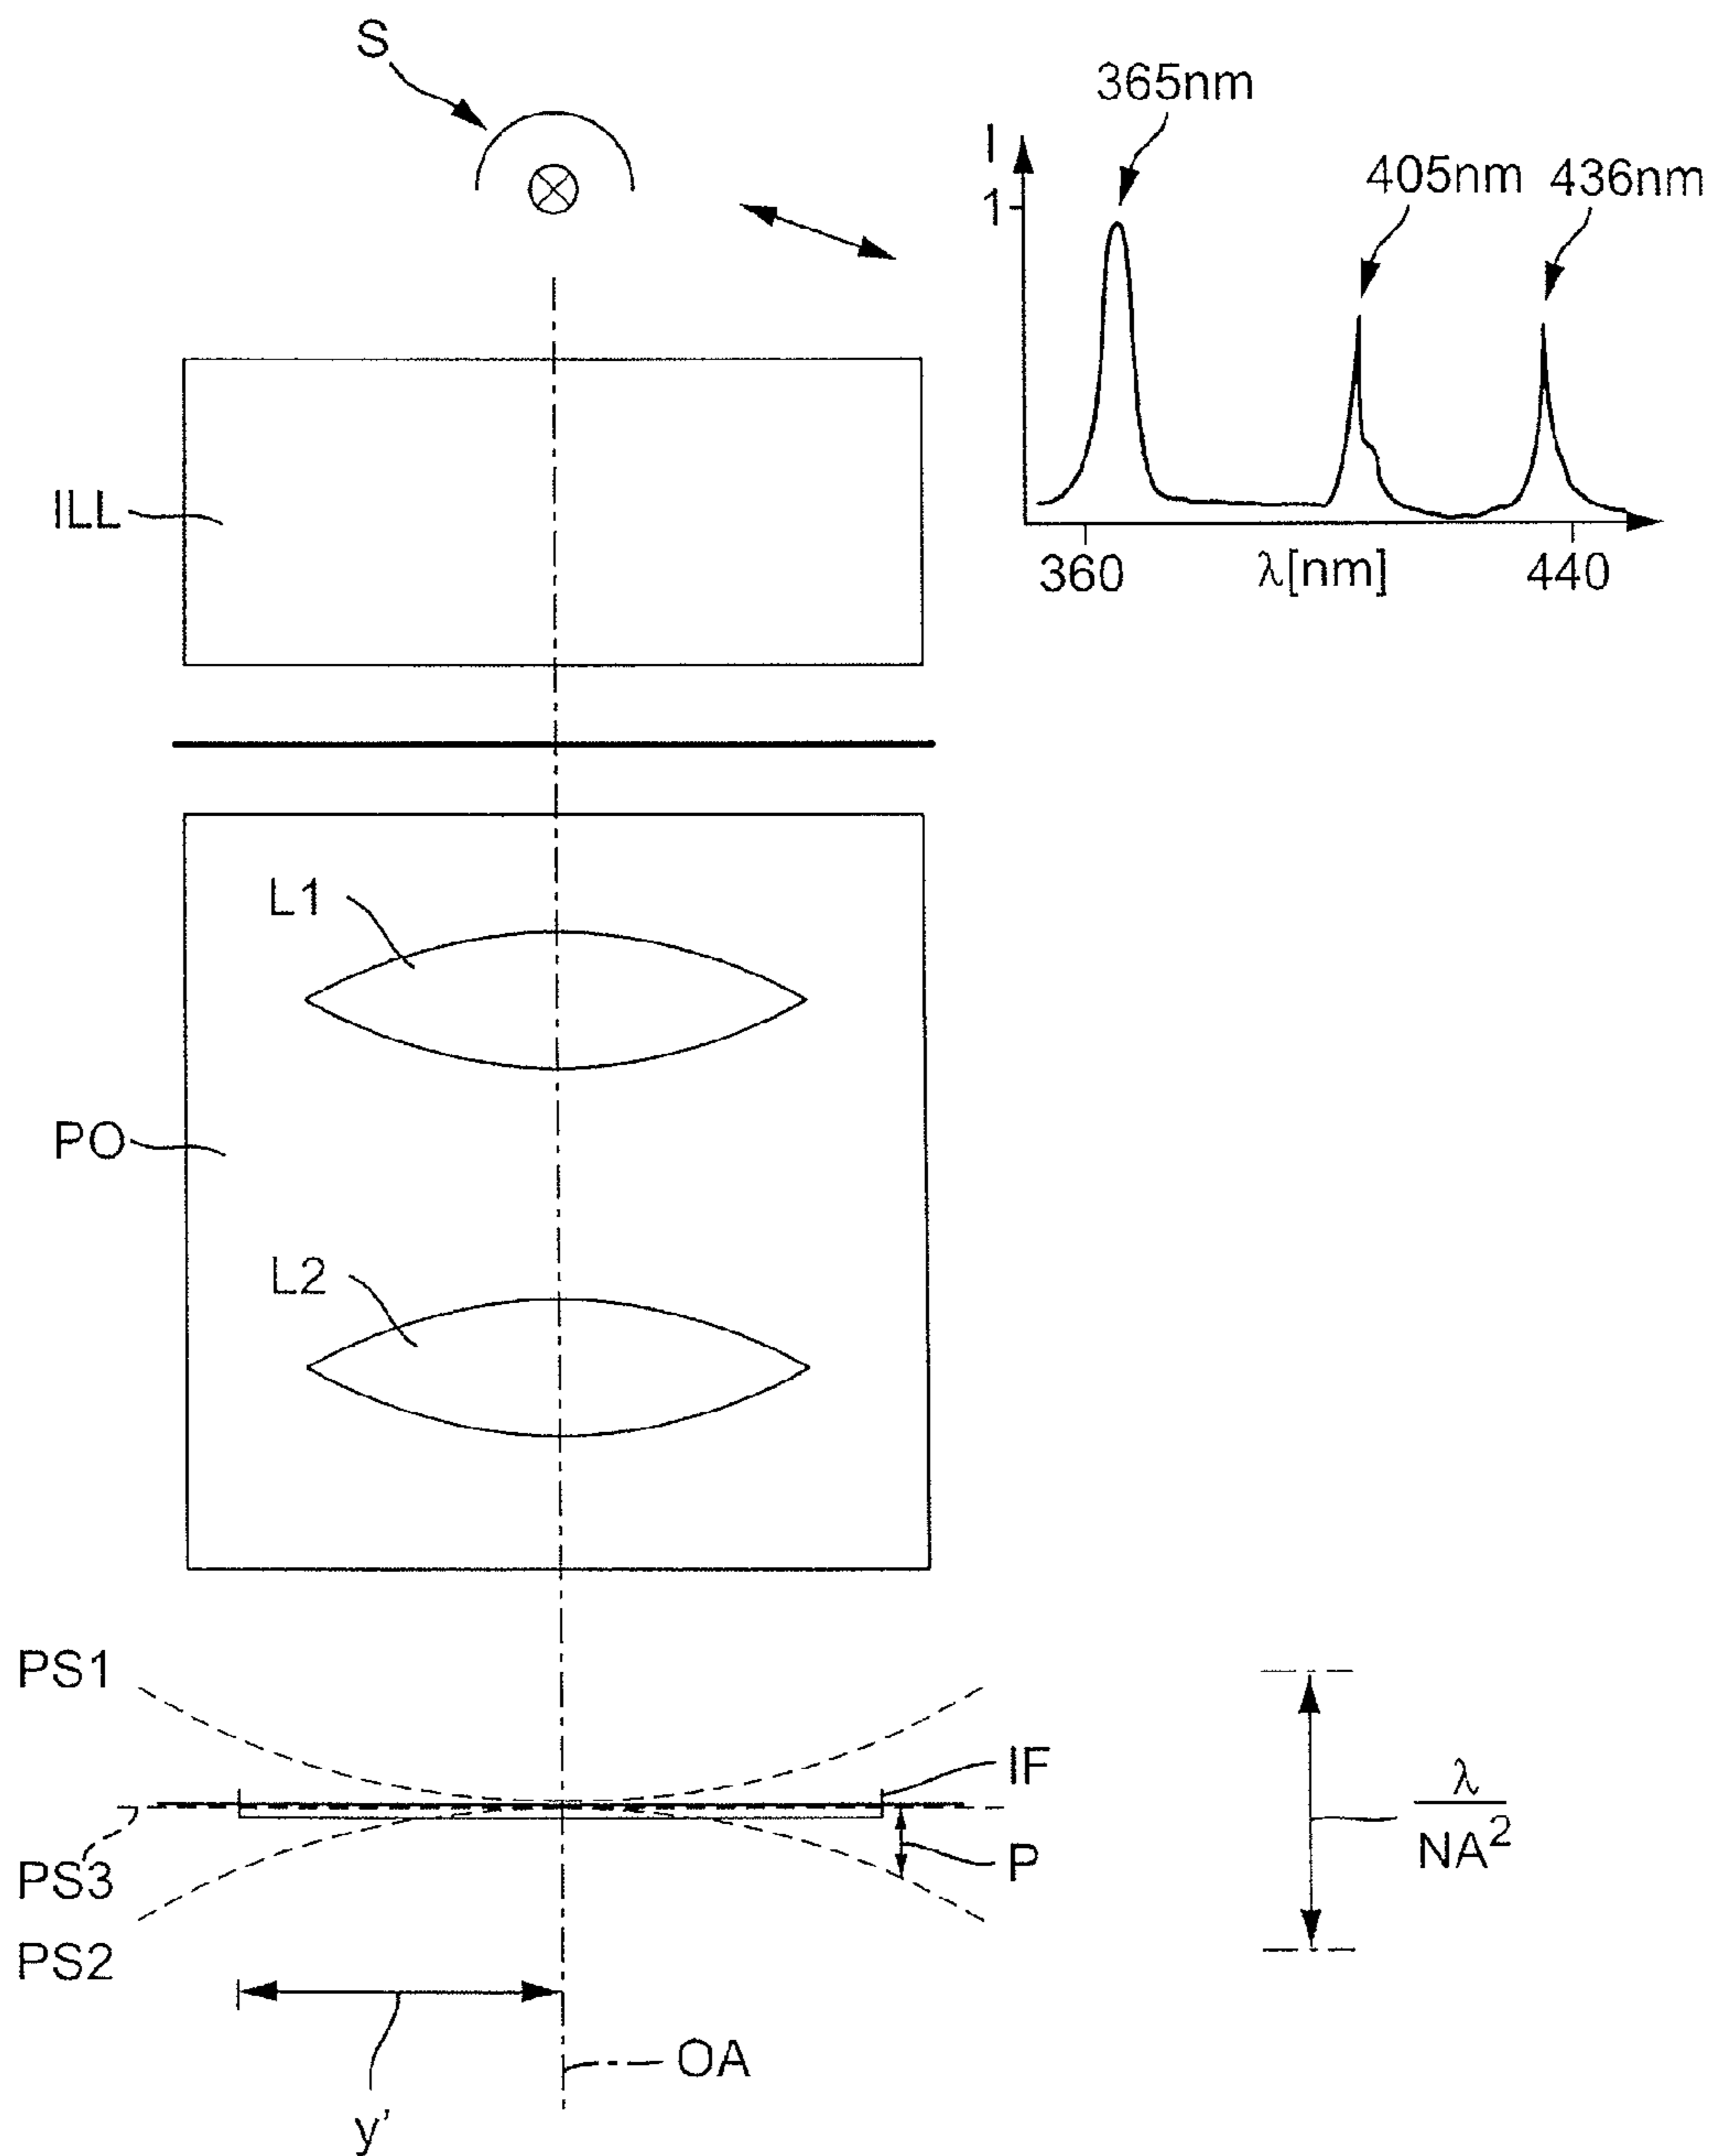 S
365nm
I
1
405nm 436nm
360 λ[nm] 440
ILL
L1
PO
L2
PS1
IF
PS3
P
λ
NA²
PS2
OA
y'